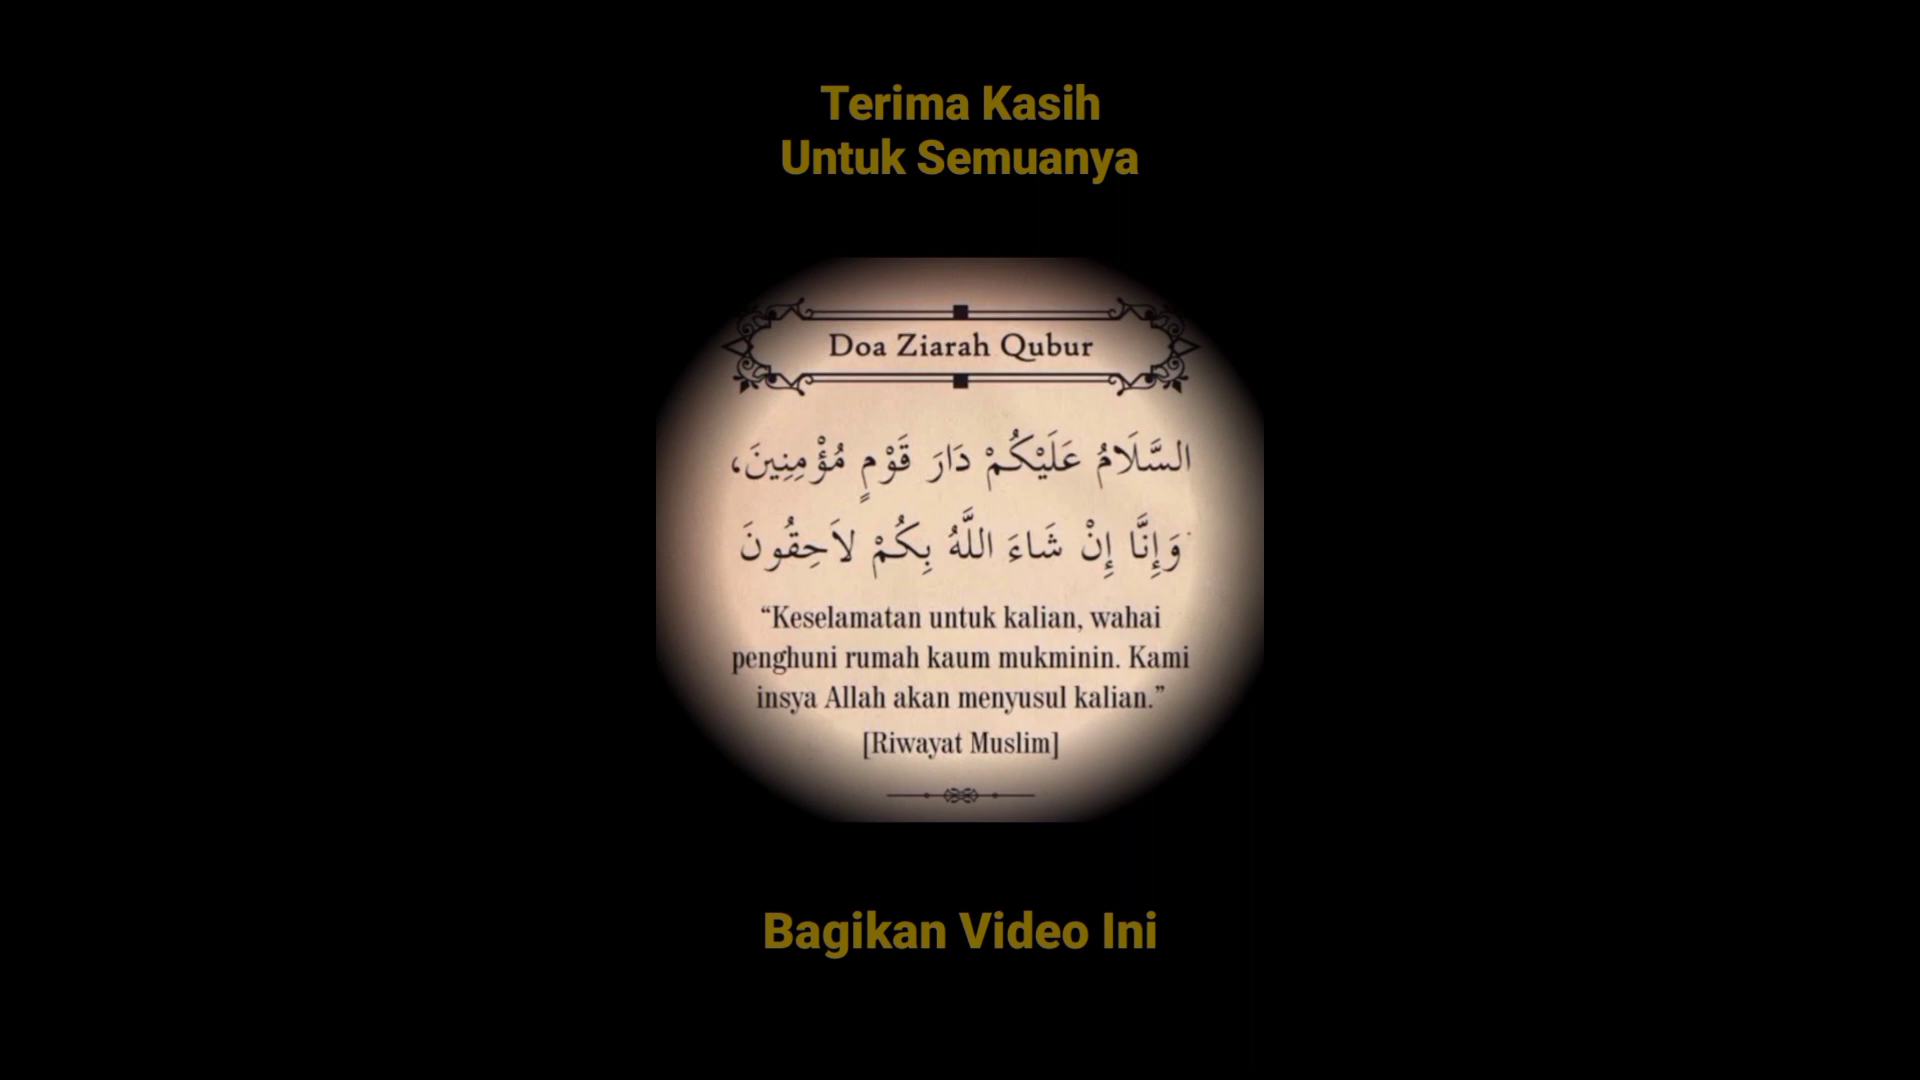 Terima Kasih
Untuk Semuanya
Doa Ziarah Qubur
السَّلَامُ عَلَيْكُمْ دَارَ قَوْمٍ مُؤْمِنِينَ،
وَإِنَّا إِنْ شَاءَ اللَّهُ بِكُمْ لاَحِقُونَ
“Keselamatan untuk kalian, wahai
penghuni rumah kaum mukminin. Kami
insya Allah akan menyusul kalian.”
[Riwayat Muslim]
Bagikan Video Ini